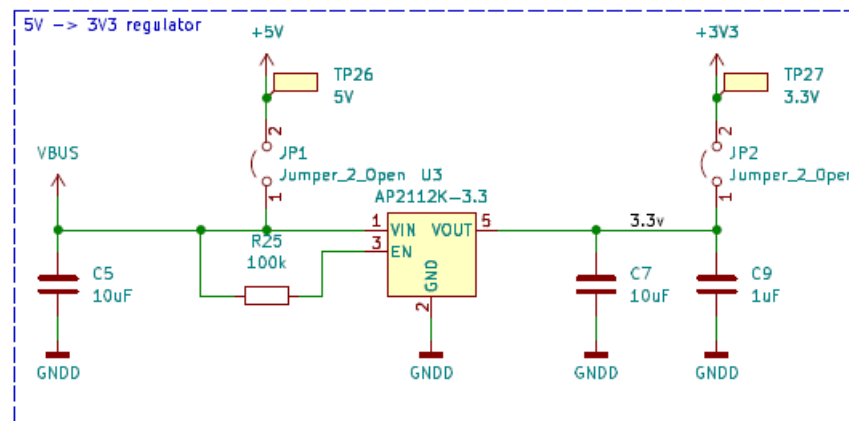 5V -> 3V3 regulator
+5V
+3V3
TP26
5V
TP27
3.3V
2
2
VBUS
JP1
Jumper_2_Open
JP2
Jumper_2_Open
1
1
U3
AP2112K-3.3
1
VIN
VOUT
5
3.3v
R25
100k
3
EN
GND
2
C5
10uF
C7
10uF
C9
1uF
GNDD
GNDD
GNDD
GNDD